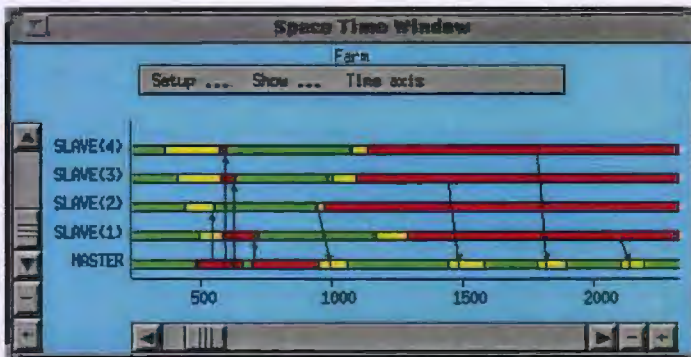 Space Time Window
Farm
Setup ... Show ... Time axis
SLAVE(4)
SLAVE(3)
SLAVE(2)
SLAVE(1)
MASTER
500 1000 1500 2000